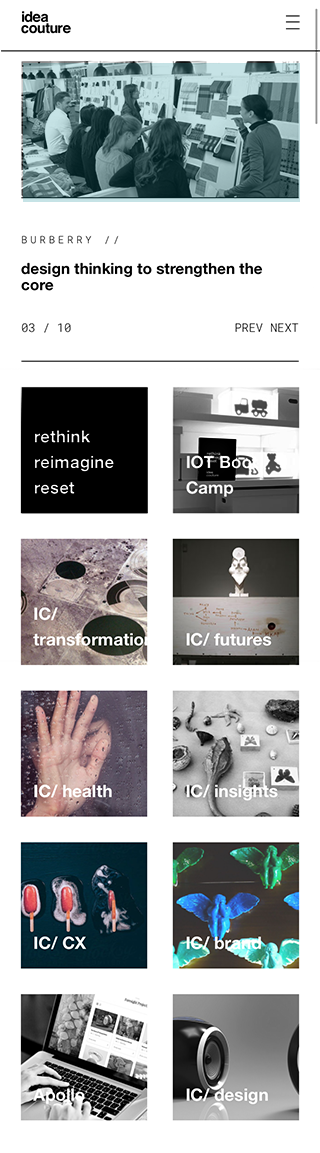 idea
couture
BURBERRY //
design thinking to strengthen the
core
03 / 10
PREV NEXT
rethink
reimagine
reset
IOT Boo
Camp
IC/
transformation
IC/ futures
IC/ health
IC/ insights
IC/ CX
IC/ brand
Apollo
IC/ design